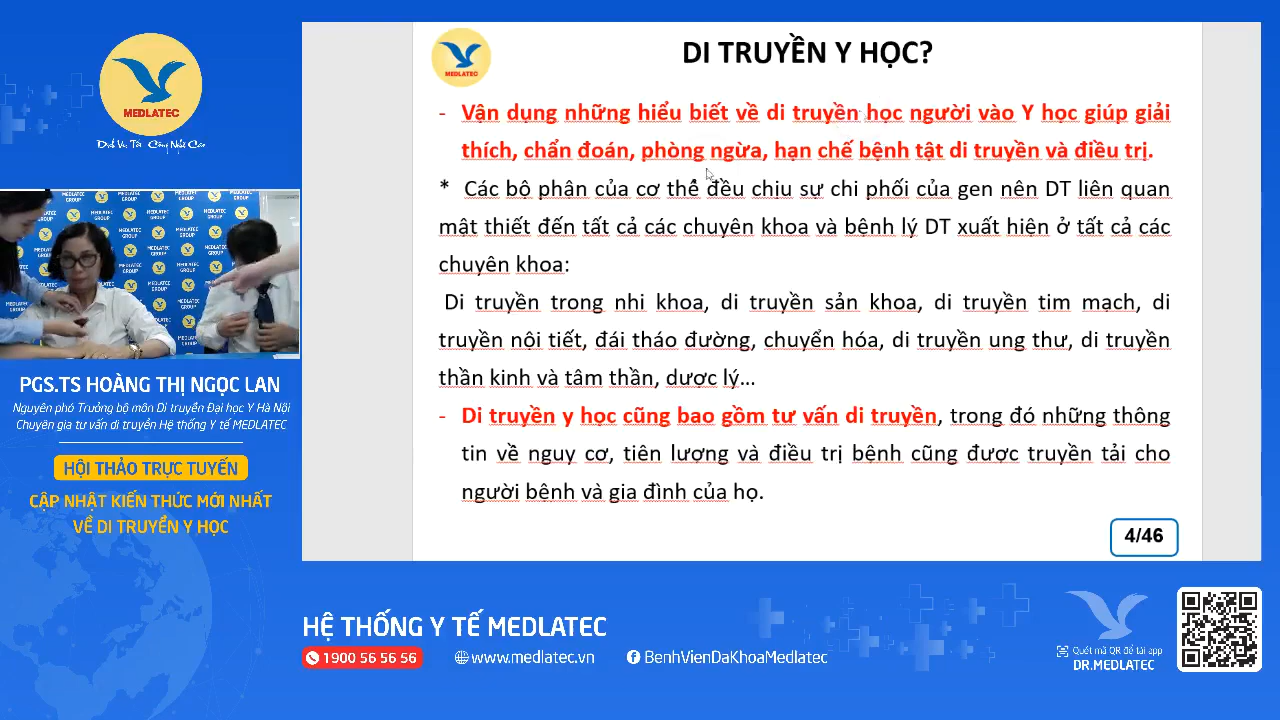 MEDLATEC
Dịch Vụ Tốt Công Nghệ Cao
PGS.TS HOÀNG THỊ NGỌC LAN
Nguyên phó Trưởng bộ môn Di truyền Đại học Y Hà Nội
Chuyên gia tư vấn di truyền Hệ thống Y tế MEDLATEC
HỘI THẢO TRỰC TUYẾN
CẬP NHẬT KIẾN THỨC MỚI NHẤT
VỀ DI TRUYỀN Y HỌC
MEDLATEC
DI TRUYỀN Y HỌC?
- Vận dụng những hiểu biết về di truyền học người vào Y học giúp giải
thích, chẩn đoán, phòng ngừa, hạn chế bệnh tật di truyền và điều trị.
* Các bộ phận của cơ thể đều chịu sự chi phối của gen nên DT liên quan
mật thiết đến tất cả các chuyên khoa và bệnh lý DT xuất hiện ở tất cả các
chuyên khoa:
Di truyền trong nhi khoa, di truyền sản khoa, di truyền tim mạch, di
truyền nội tiết, đái tháo đường, chuyển hóa, di truyền ung thư, di truyền
thần kinh và tâm thần, dược lý...
- Di truyền y học cũng bao gồm tư vấn di truyền, trong đó những thông
tin về nguy cơ, tiên lượng và điều trị bệnh cũng được truyền tải cho
người bệnh và gia đình của họ.
4/46
HỆ THỐNG Y TẾ MEDLATEC
1900 56 56 56
www.medlatec.vn
BenhVienDaKhoaMedlatec
Quét mã QR để tải app
DR.MEDLATEC